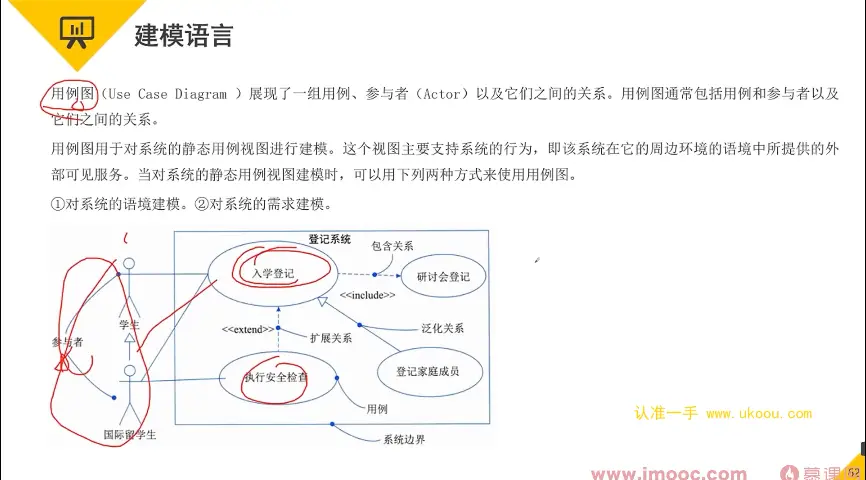 建模语言
用例图（Use Case Diagram ）展现了一组用例、参与者（Actor）以及它们之间的关系。用例图通常包括用例和参与者以及
它们之间的关系。
用例图用于对系统的静态用例视图进行建模。这个视图主要支持系统的行为，即该系统在它的周边环境的语境中所提供的外
部可见服务。当对系统的静态用例视图建模时，可以用下列两种方式来使用用例图。
①对系统的语境建模。②对系统的需求建模。
登记系统
包含关系
入学登记
研讨会登记
<<include>>
学生
<<extend>>
扩展关系
泛化关系
参与者
执行安全检查
登记家庭成员
用例
国际留学生
系统边界
认准一手 www.ukoou.com
www.imooc.com
慕课
62